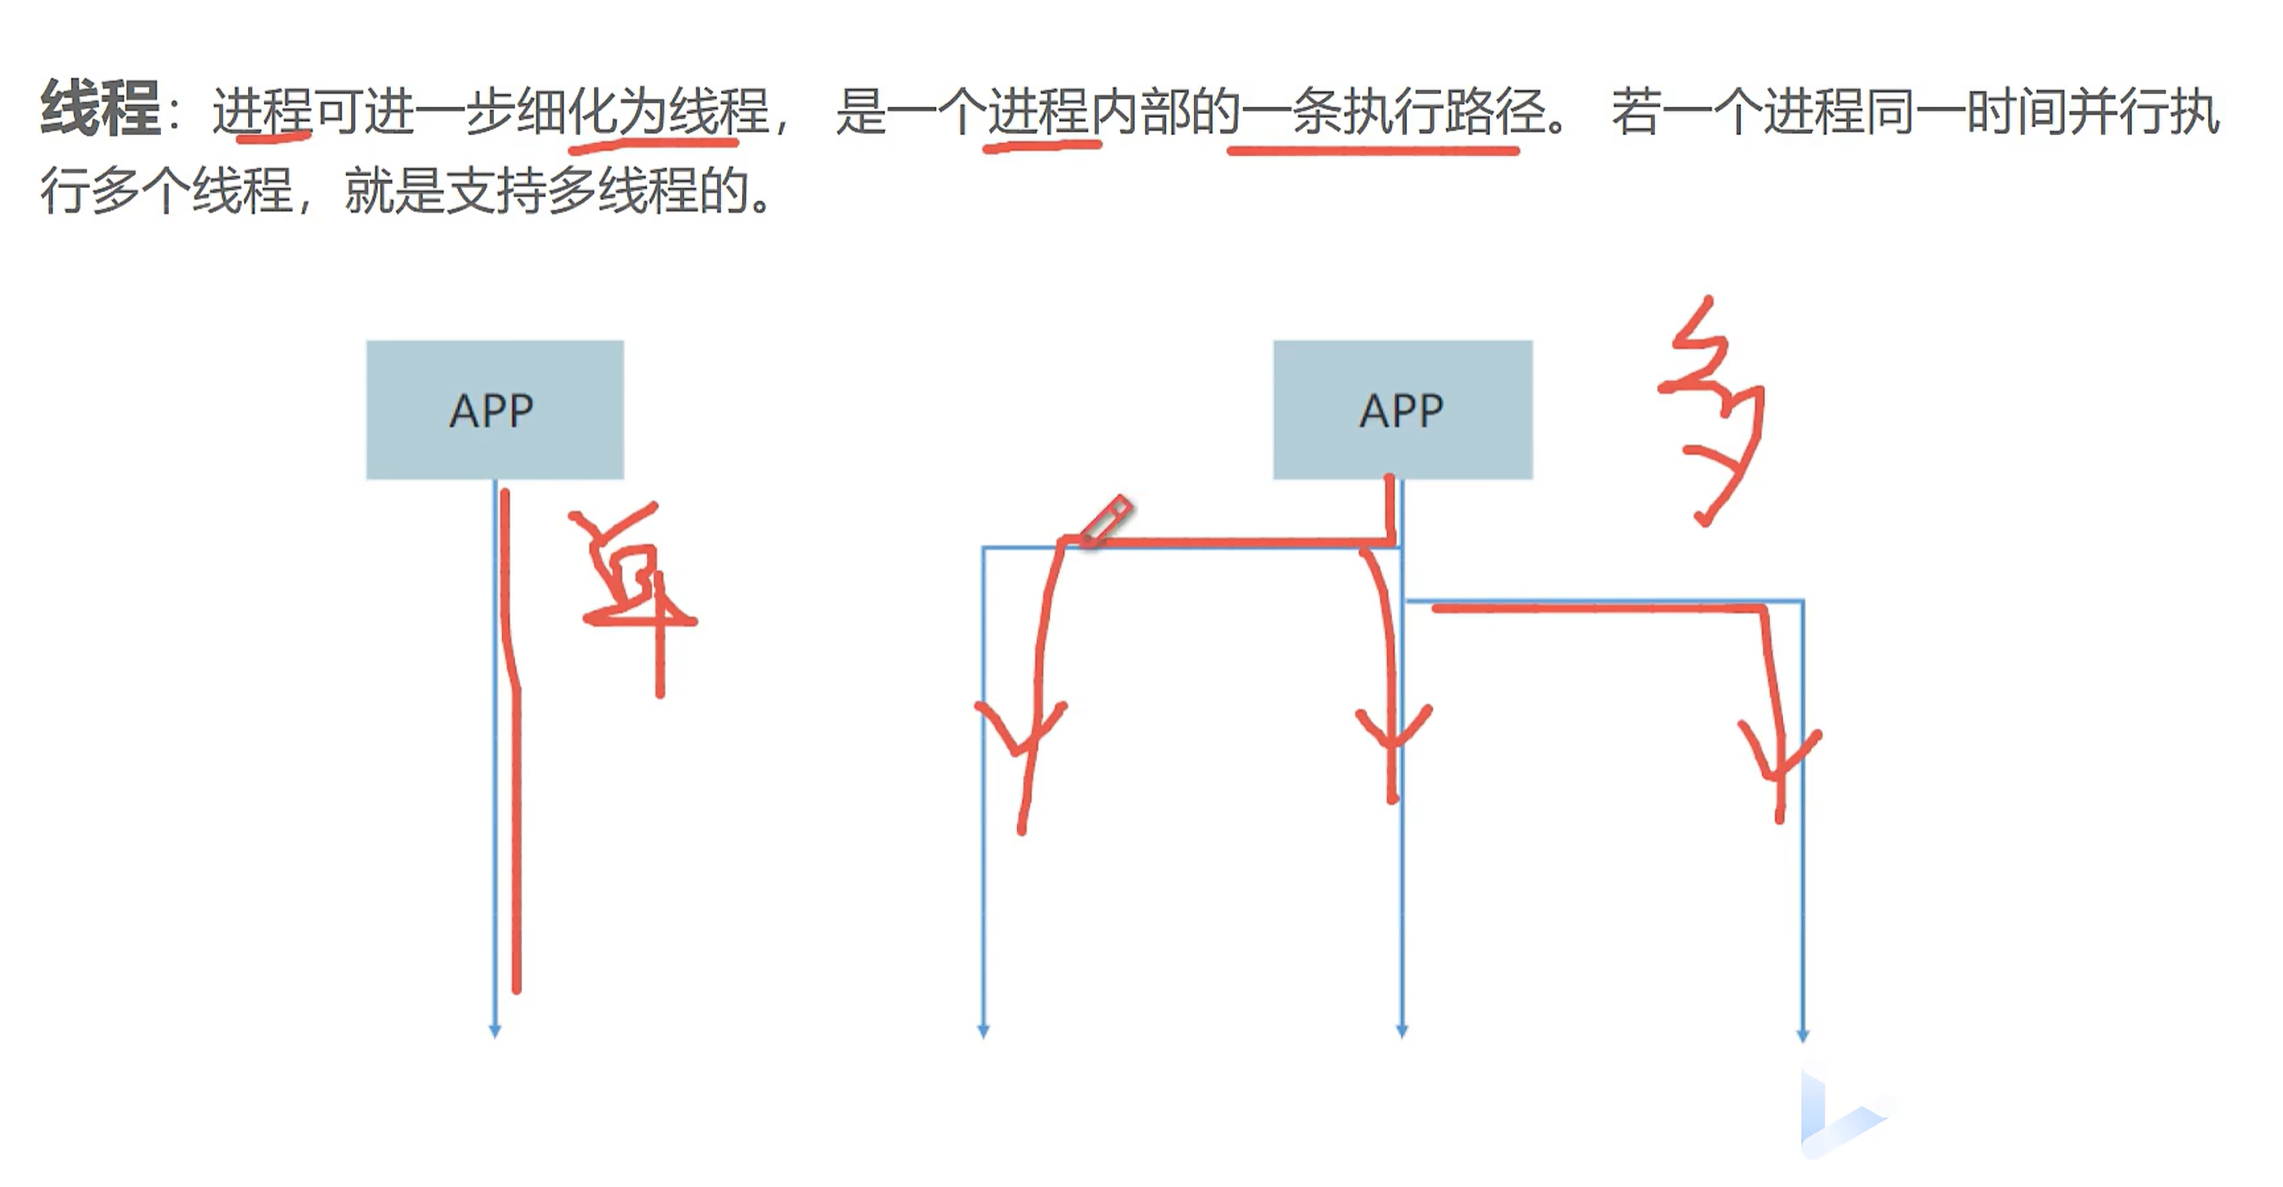 线程：进程可进一步细化为线程， 是一个进程内部的一条执行路径。 若一个进程同一时间并行执
行多个线程，就是支持多线程的。
多
APP
APP
单